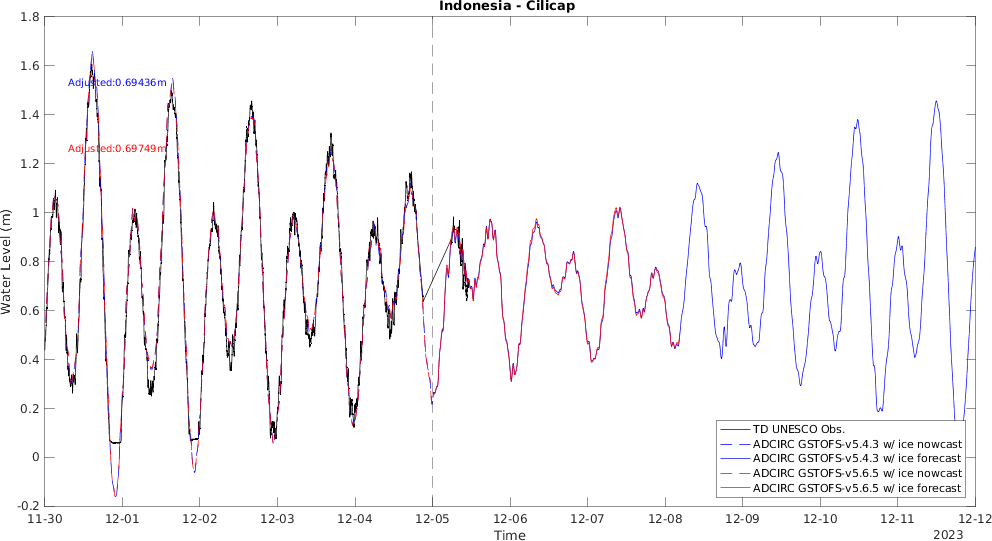 Indonesia - Cilicap
1.8
1.6
1.4
1.2
1
0.8
0.6
0.4
0.2
0
-0.2
Water Level (m)
Adjusted:0.69436m
Adjusted:0.69749m
TD UNESCO Obs.
ADCIRC GSTOFS-v5.4.3 w/ ice nowcast
ADCIRC GSTOFS-v5.4.3 w/ ice forecast
ADCIRC GSTOFS-v5.6.5 w/ ice nowcast
ADCIRC GSTOFS-v5.6.5 w/ ice forecast
11-30 12-01 12-02 12-03 12-04 12-05 12-06 12-07 12-08 12-09 12-10 12-11 12-12
Time
2023